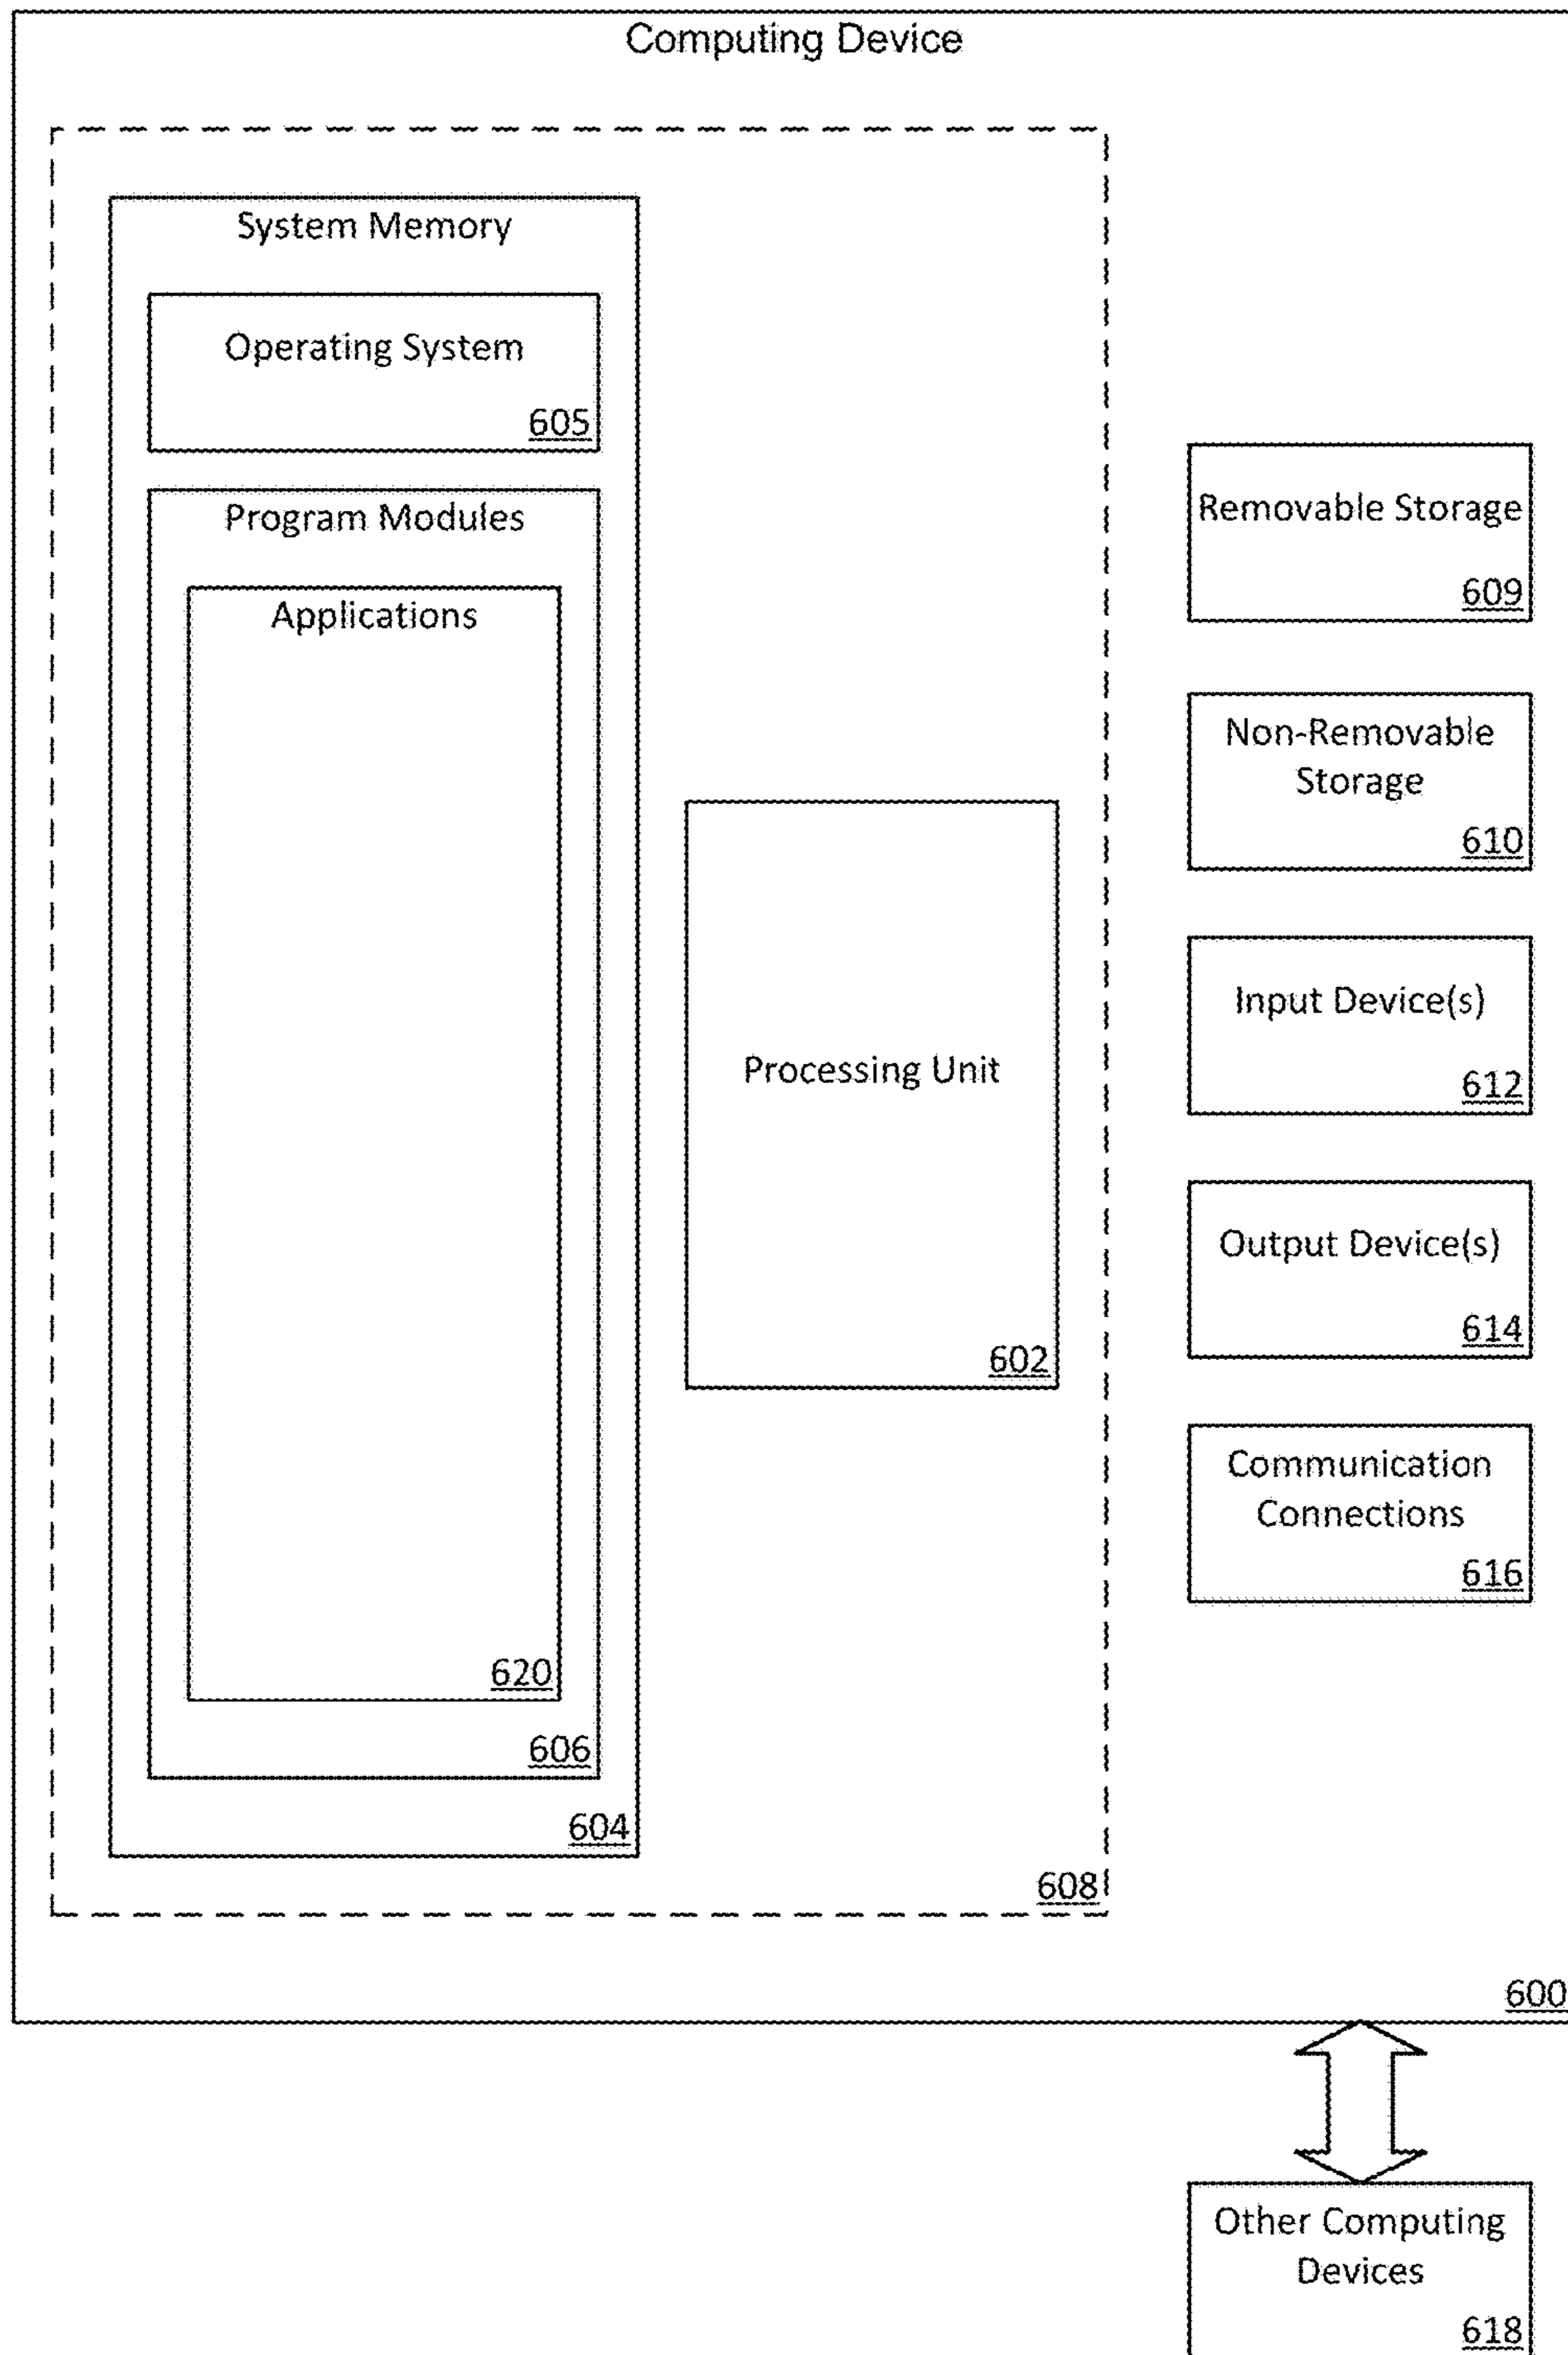 Computing Device
System Memory
Operating System
605
Program Modules
Applications
620
606
604
Processing Unit
602
608
Removable Storage
609
Non-Removable
Storage
610
Input Device(s)
612
Output Device(s)
614
Communication
Connections
616
600
Other Computing
Devices
618